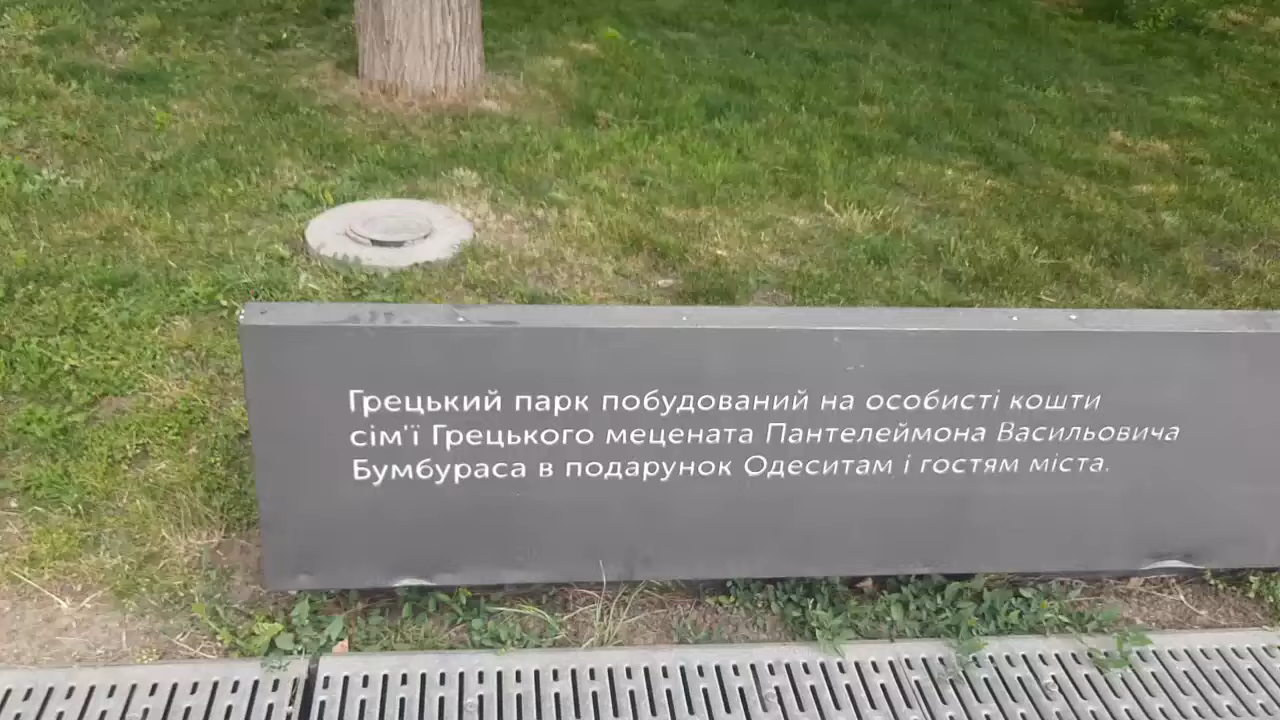 Грецький парк побудований на особисті кошти
сім'ї Грецького мецената Пантелеймона Васильовича
Бумбураса в подарунок Одеситам і гостям міста.